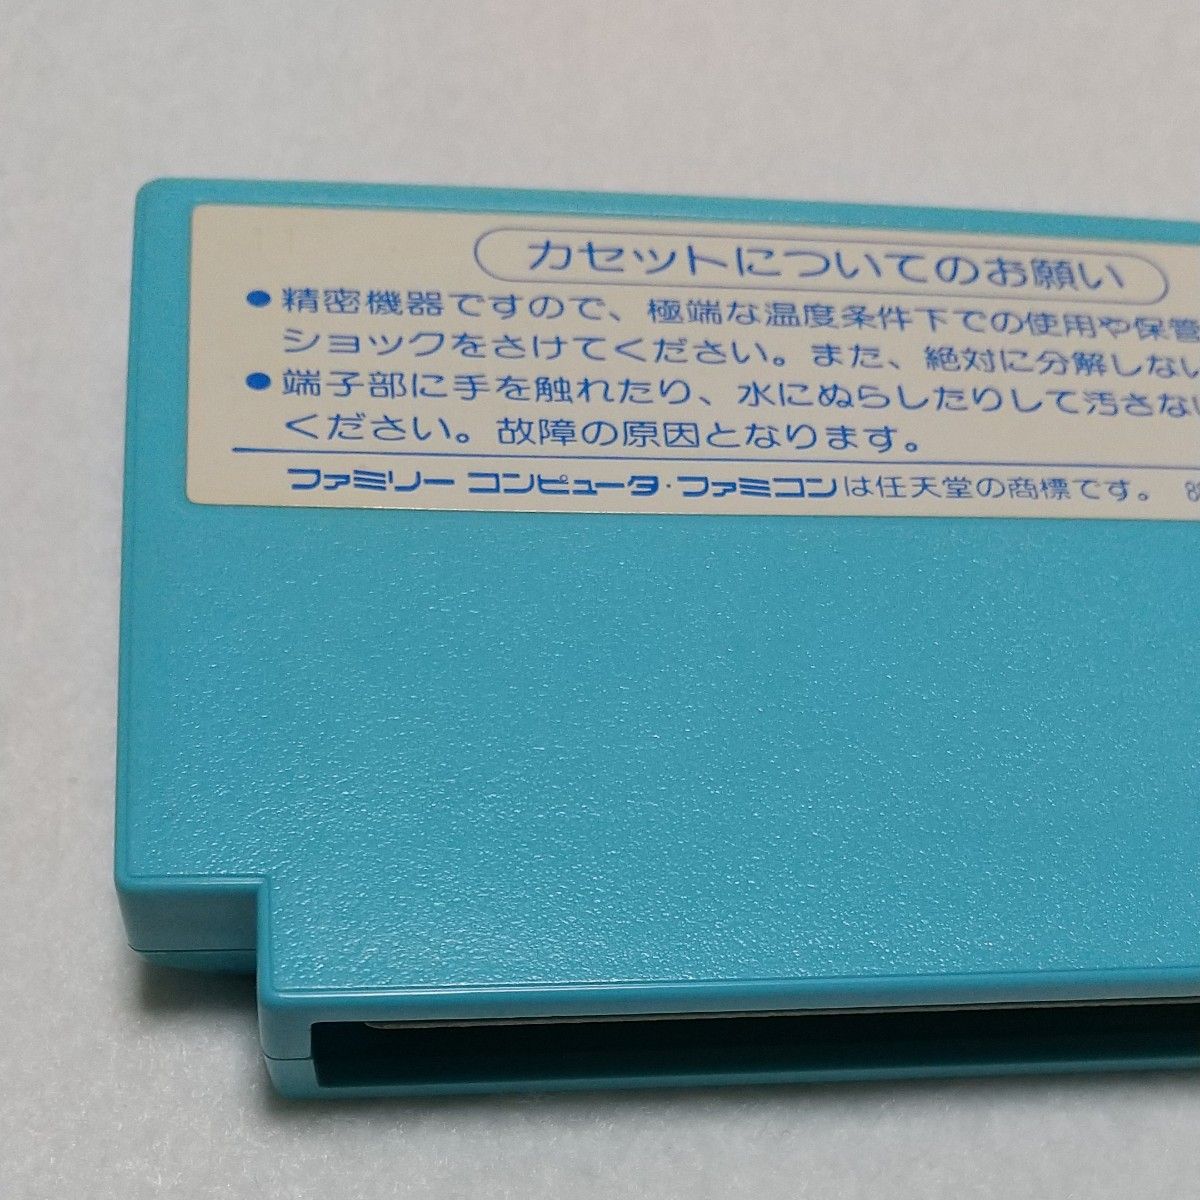 カセットについてのお願い
●精密機器ですので、極端な温度条件下での使用や保管
ショックをさけてください。また、絶対に分解しない
●端子部に手を触れたり、水にぬらしたりして汚さない
ください。故障の原因となります。
ファミリー コンピュータ・ファミコンは任天堂の商標です。